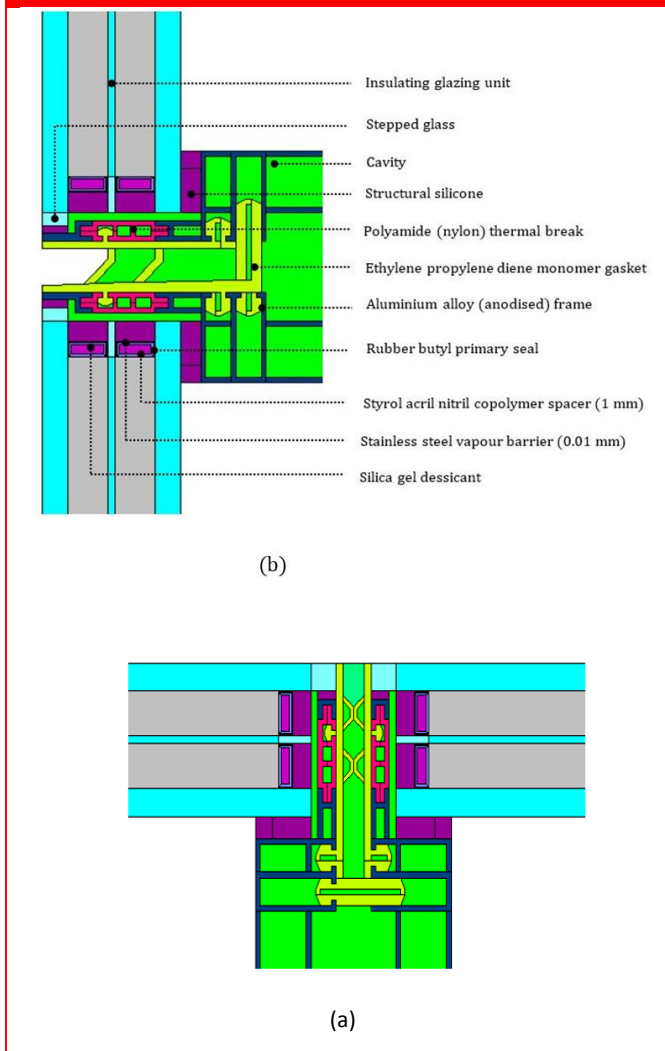 Insulating glazing unit
Stepped glass
Cavity
Structural silicone
Polyamide (nylon) thermal break
Ethylene propylene diene monomer gasket
Aluminium alloy (anodised) frame
Rubber butyl primary seal
Styrol acril nitril copolymer spacer (1 mm)
Stainless steel vapour barrier (0.01 mm)
Silica gel dessicant
(b)
(a)